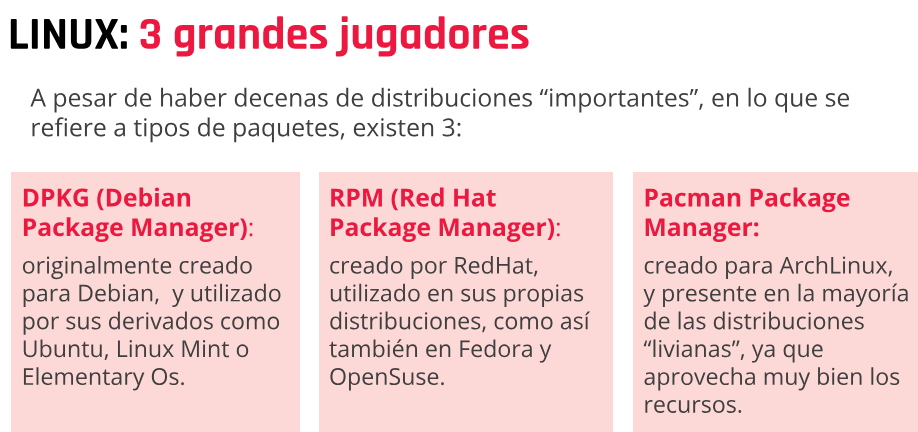 LINUX: 3 grandes jugadores
A pesar de haber decenas de distribuciones “importantes”, en lo que se
refiere a tipos de paquetes, existen 3:
DPKG (Debian
Package Manager):
originalmente creado
para Debian,  y utilizado
por sus derivados como
Ubuntu, Linux Mint o
Elementary Os.
RPM (Red Hat
Package Manager):
creado por RedHat,
utilizado en sus propias
distribuciones, como así
también en Fedora y
OpenSuse.
Pacman Package
Manager:
creado para ArchLinux,
y presente en la mayoría
de las distribuciones
“livianas”, ya que
aprovecha muy bien los
recursos.